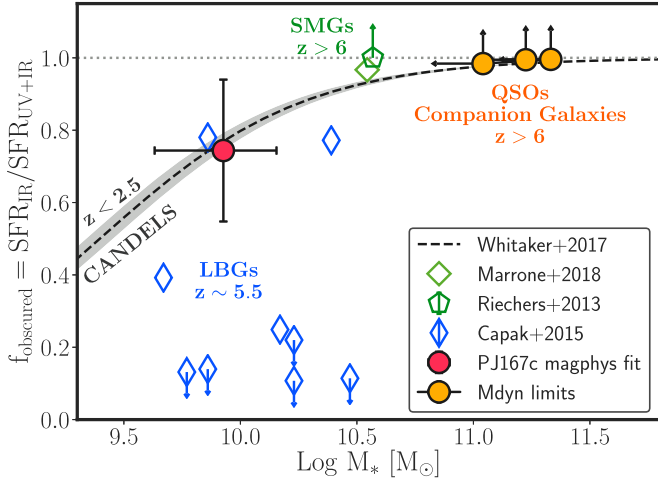 SMGs
z > 6
QSOs
Companion Galaxies
z > 6
z < 2.5
CANDELS
LBGs
z ∼ 5.5
Whitaker+2017
Marrone+2018
Riechers+2013
Capak+2015
PJ167c magphys fit
Mdyn limits
f_obscured = SFR_IR/SFR_UV+IR
1.0
0.8
0.6
0.4
0.2
0.0
9.5 10.0 10.5 11.0 11.5
Log M_* [M_⊙]